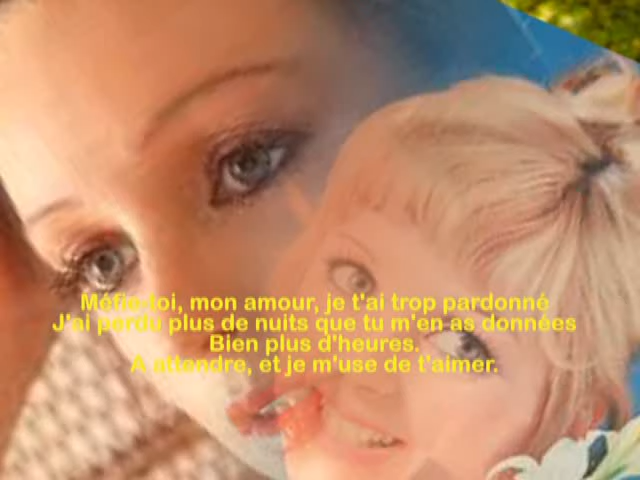 Méfie-toi, mon amour, je t'ai trop pardonné
J'ai perdu plus de nuits que tu m'en as données
Bien plus d'heures.
A attendre, et je m'use de t'aimer.